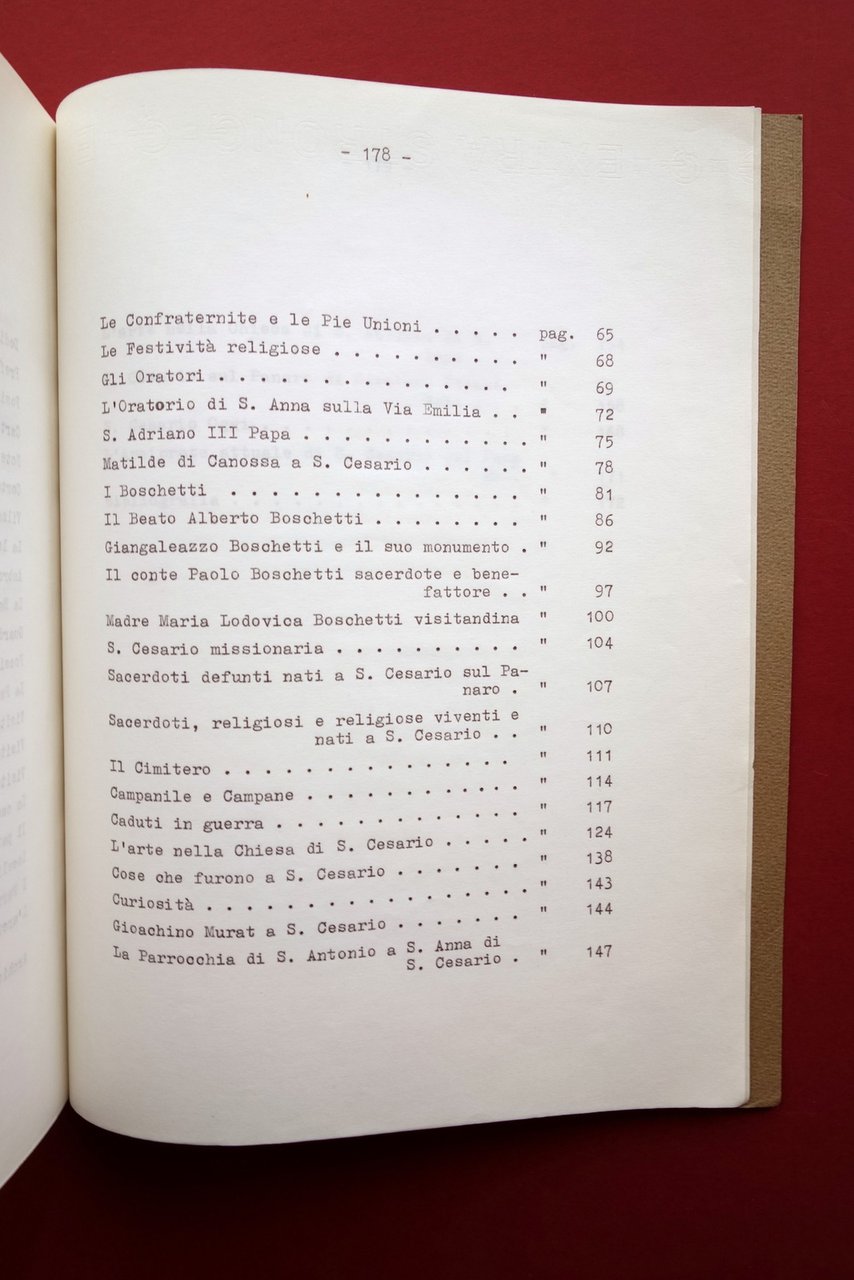 - 178 -
Le Confraternite e le Pie Unioni . . . . . pag. 65
Le Festività religiose . . . . . . . . . . " 68
Gli Oratori . . . . . . . . . . . . . . . " 69
L'Oratorio di S. Anna sulla Via Emilia . . " 72
S. Adriano III Papa . . . . . . . . . . . . " 75
Matilde di Canossa a S. Cesario . . . . . . " 78
I Boschetti . . . . . . . . . . . . . . . " 81
Il Beato Alberto Boschetti . . . . . . . . " 86
Giangaleazzo Boschetti e il suo monumento . " 92
Il conte Paolo Boschetti sacerdote e bene-
fattore . . " 97
Madre Maria Lodovica Boschetti visitandina " 100
S. Cesario missionaria . . . . . . . . . . " 104
Sacerdoti defunti nati a S. Cesario sul Pa-
naro . " 107
Sacerdoti, religiosi e religiose viventi e
nati a S. Cesario . . " 110
Il Cimitero . . . . . . . . . . . . . . . " 111
Campanile e Campane . . . . . . . . . . . . " 114
Caduti in guerra . . . . . . . . . . . . . " 117
L'arte nella Chiesa di S. Cesario . . . . . " 124
Cose che furono a S. Cesario . . . . . . . " 138
Curiosità . . . . . . . . . . . . . . . . " 143
Gioachino Murat a S. Cesario . . . . . . . " 144
La Parrocchia di S. Antonio a S. Anna di
S. Cesario . " 147